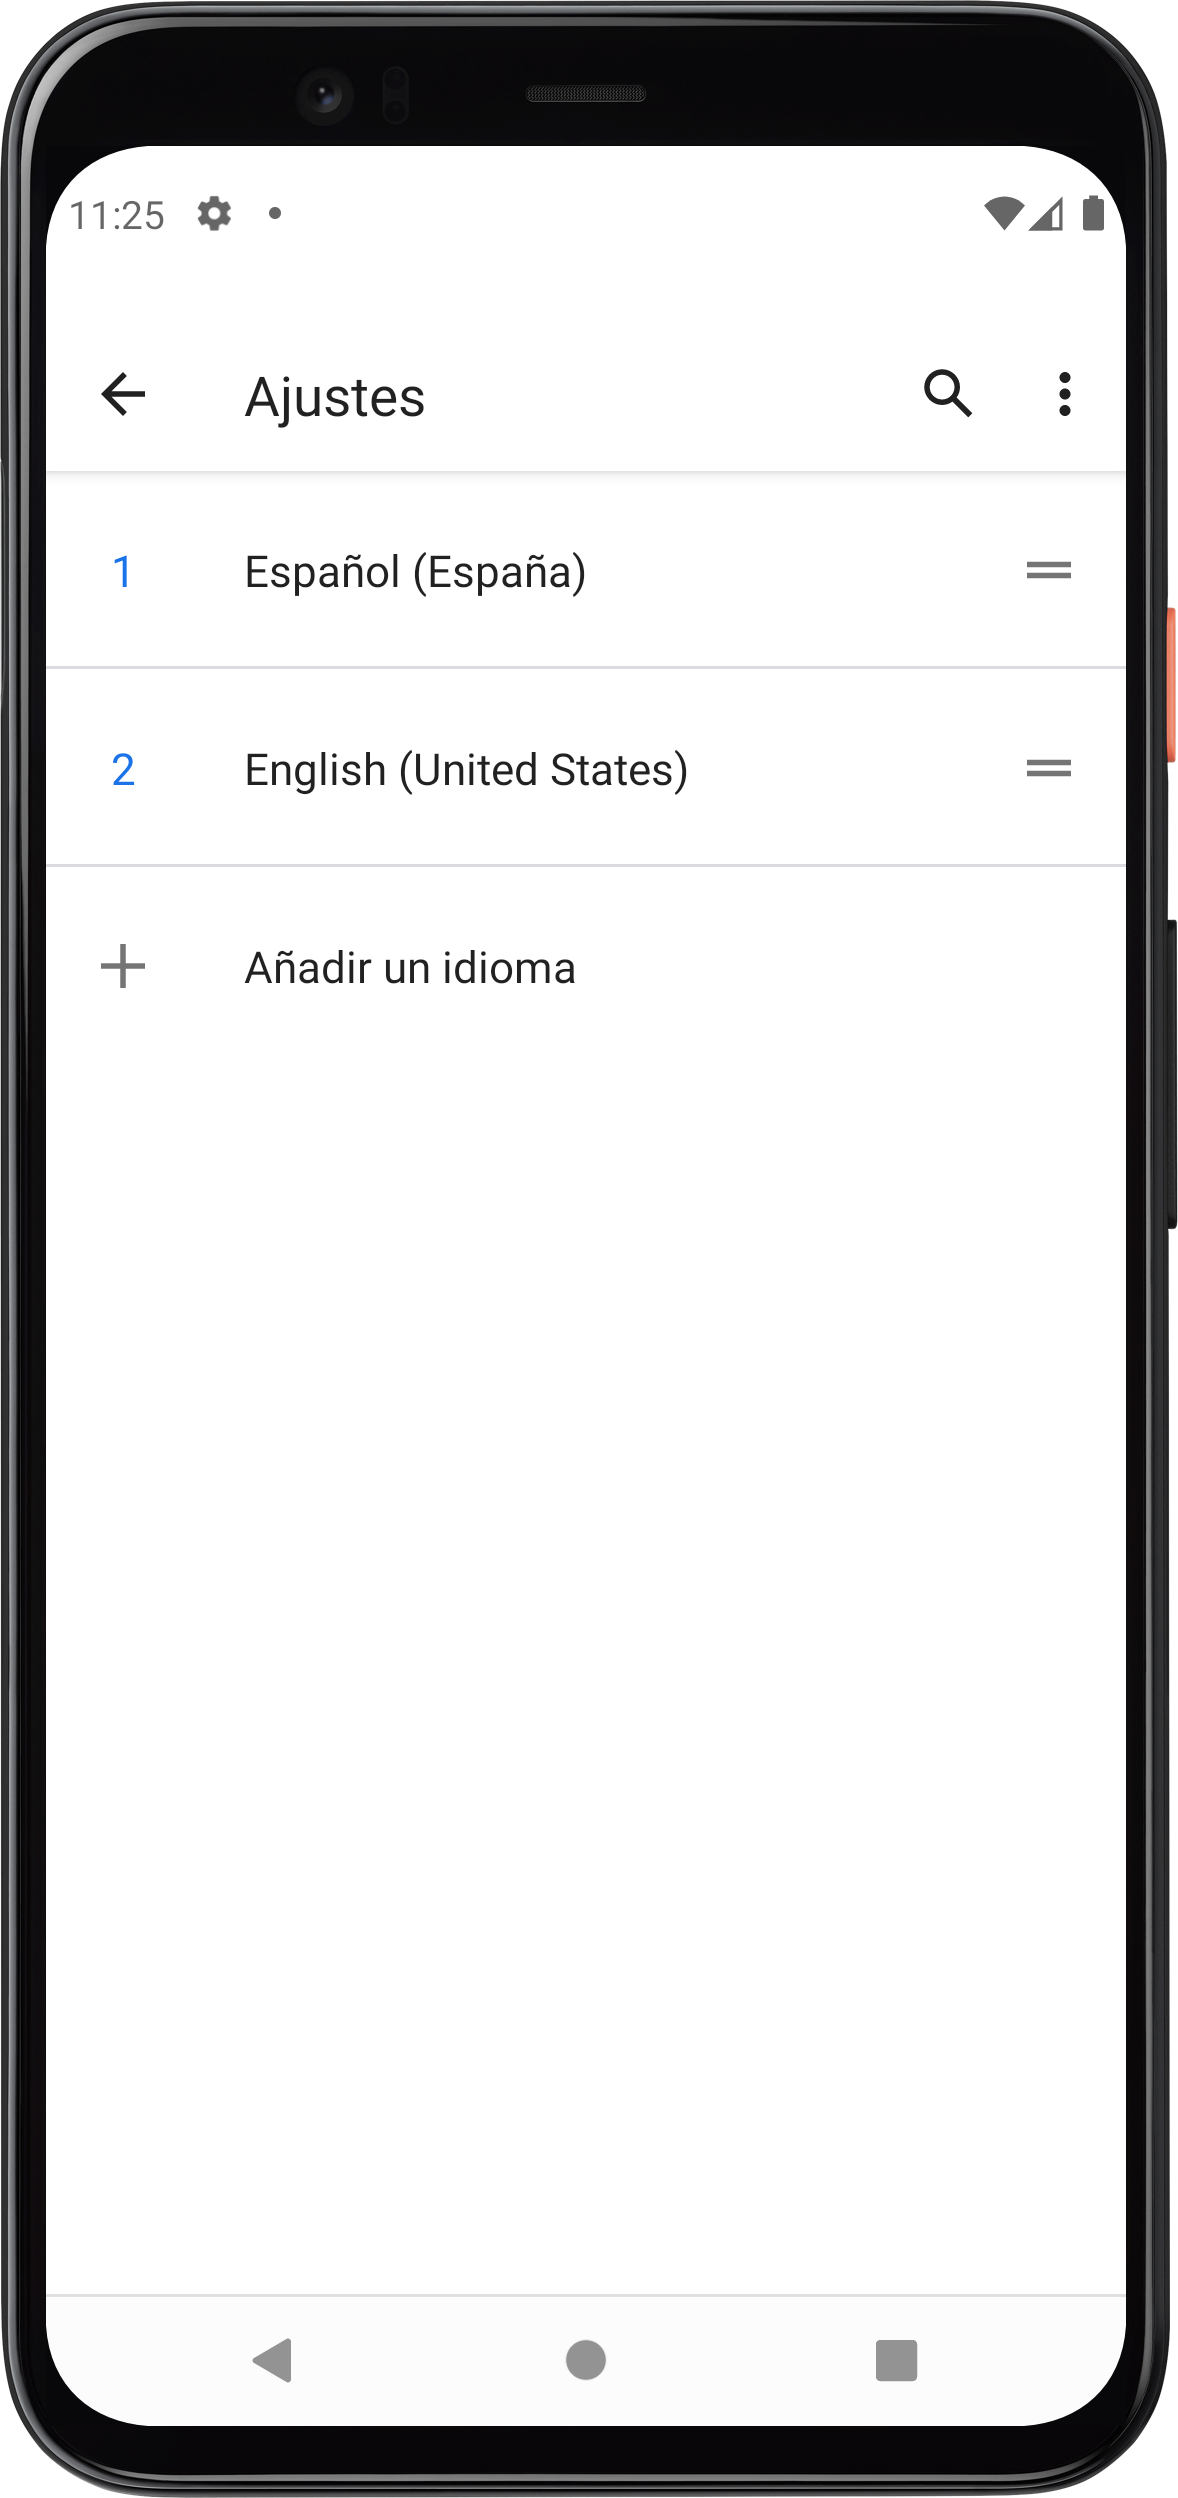 11:25
Ajustes
1 Español (España)
2 English (United States)
Añadir un idioma